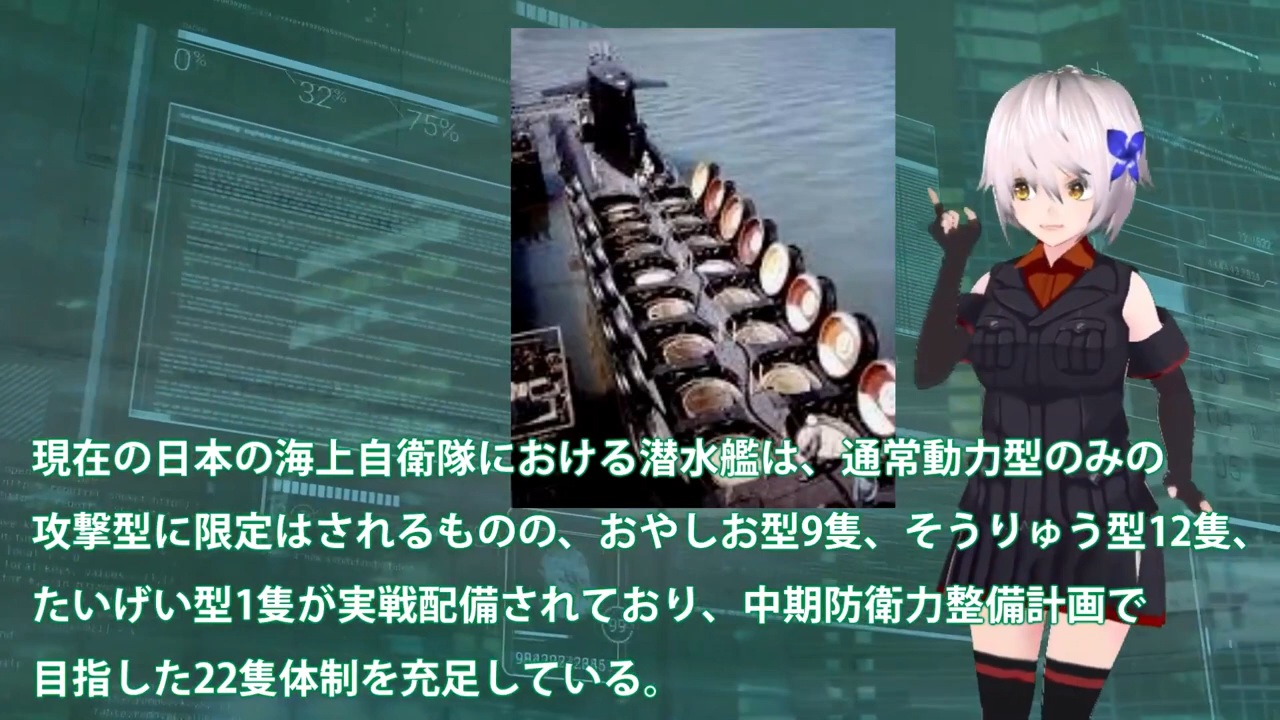 0%
32%
75%
現在の日本の海上自衛隊における潜水艦は、通常動力型のみの
攻撃型に限定はされるものの、おやしお型9隻、そうりゅう型12隻、
たいげい型1隻が実戦配備されており、中期防衛力整備計画で
目指した22隻体制を充足している。